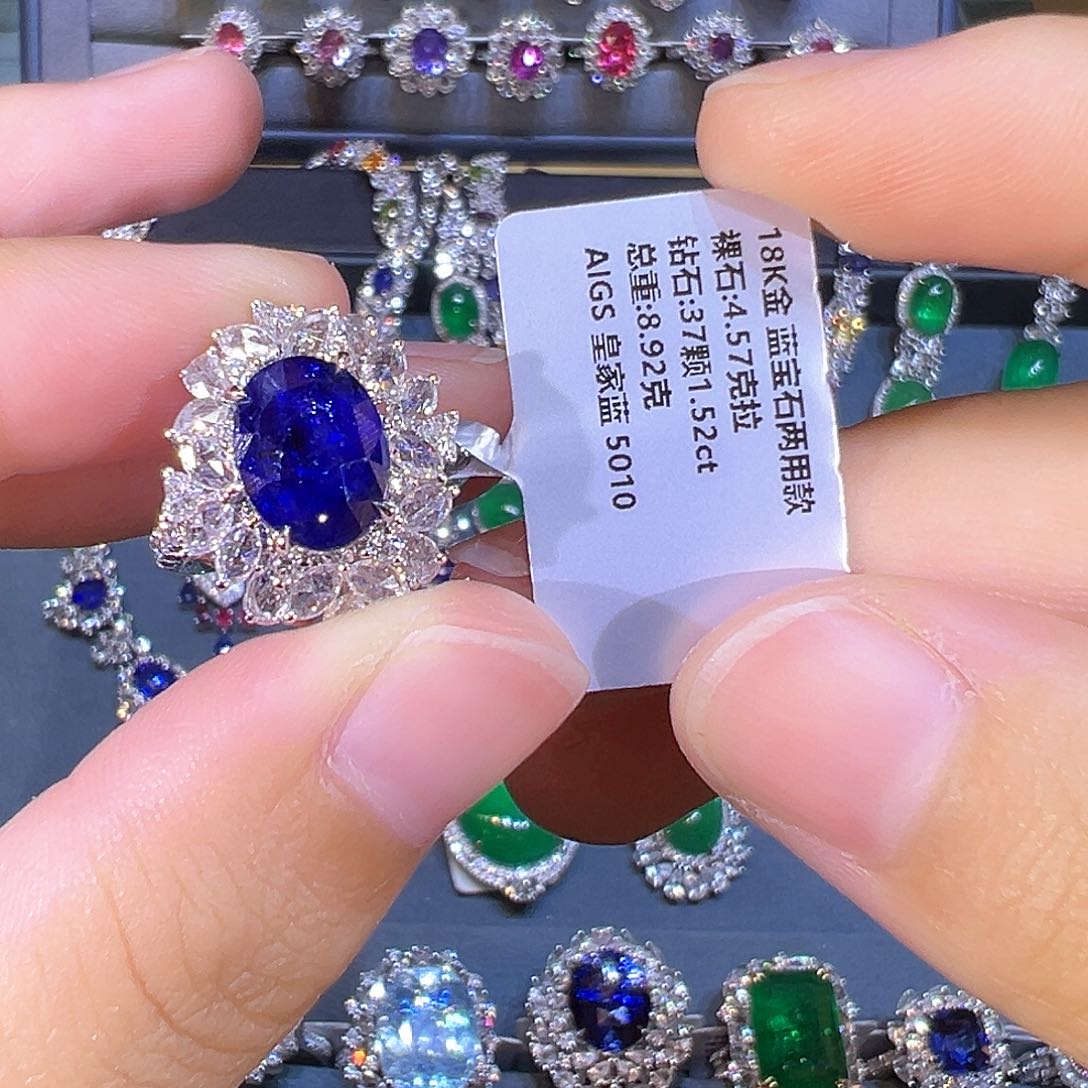 18K金 蓝宝石两用款
裸石:4.57克拉
钻石:37颗1.52ct
总重:8.92克
AIGS 皇家蓝 5010